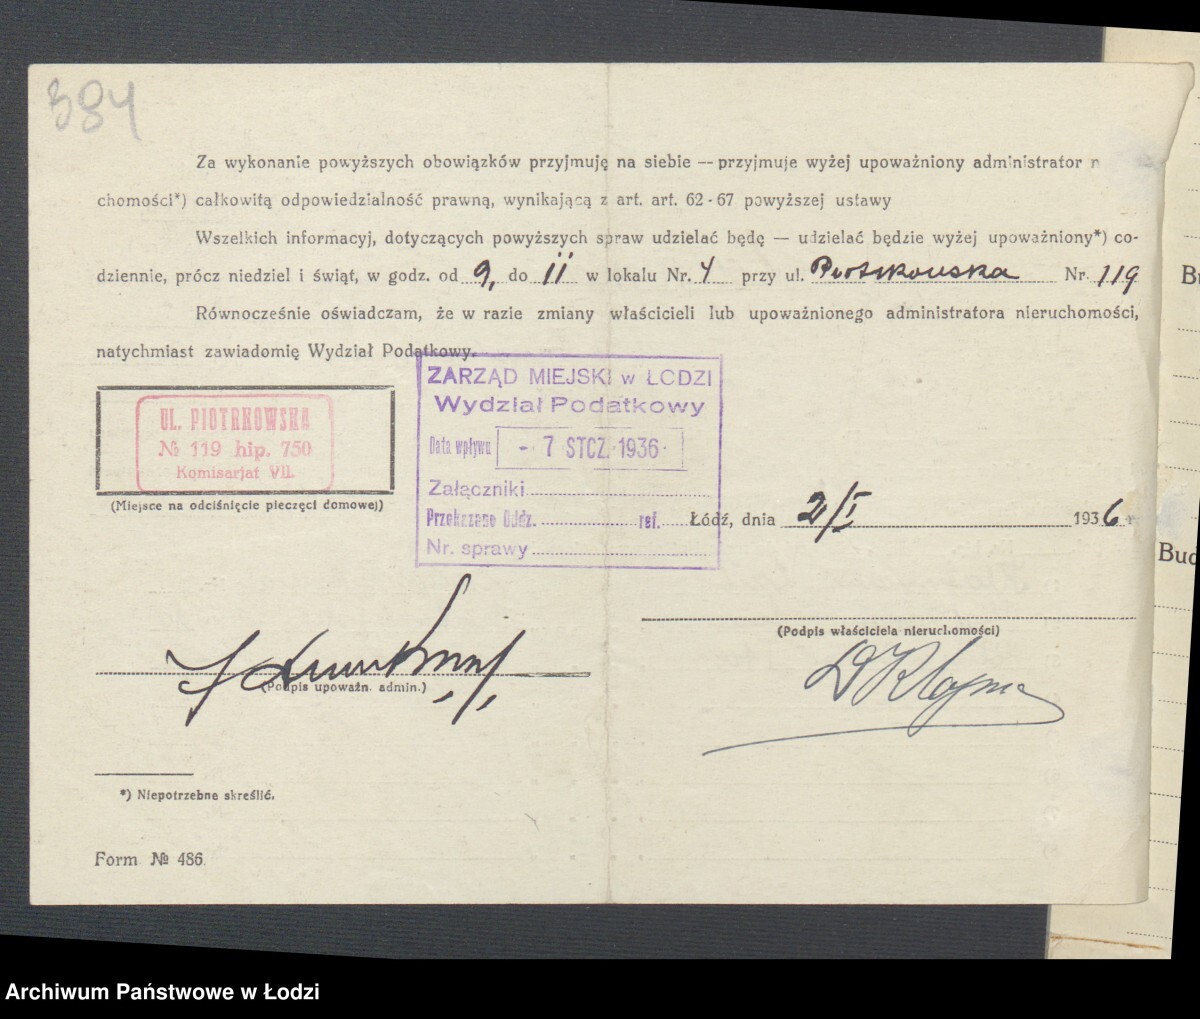 384
Za wykonanie powyższych obowiązków przyjmuję na siebie — przyjmuje wyżej upoważniony administrator
chomości*) całkowitą odpowiedzialność prawną, wynikającą z art. art. 62-67 powyższej ustawy
Wszelkich informacyj, dotyczących powyższych spraw udzielać będę — udzielać będzie wyżej upoważniony*) co-
dziennie, prócz niedziel i świąt, w godz. od 9, do 11 w lokalu Nr. 4 przy ul. Piotrkowska Nr. 119
Równocześnie oświadczam, że w razie zmiany właścicieli lub upoważnionego administratora nieruchomości,
natychmiast zawiadomię Wydział Podatkowy.
UL. PIOTRKOWSKA
№ 119 hip. 750
Komisarjat VII.
(Miejsce na odciśnięcie pieczęci domowej)
ZARZĄD MIEJSKI w ŁODZI
Wydział Podatkowy
Data wpływu - 7 STCZ. 1936
Załączniki
Przekazano Oddz. ref.
Nr. sprawy
Łódź, dnia 2/I 1936 r
(Podpis upoważn. admin.)
(Podpis właściciela nieruchomości)
*) Niepotrzebne skreślić.
Form № 486
Archiwum Państwowe w Łodzi